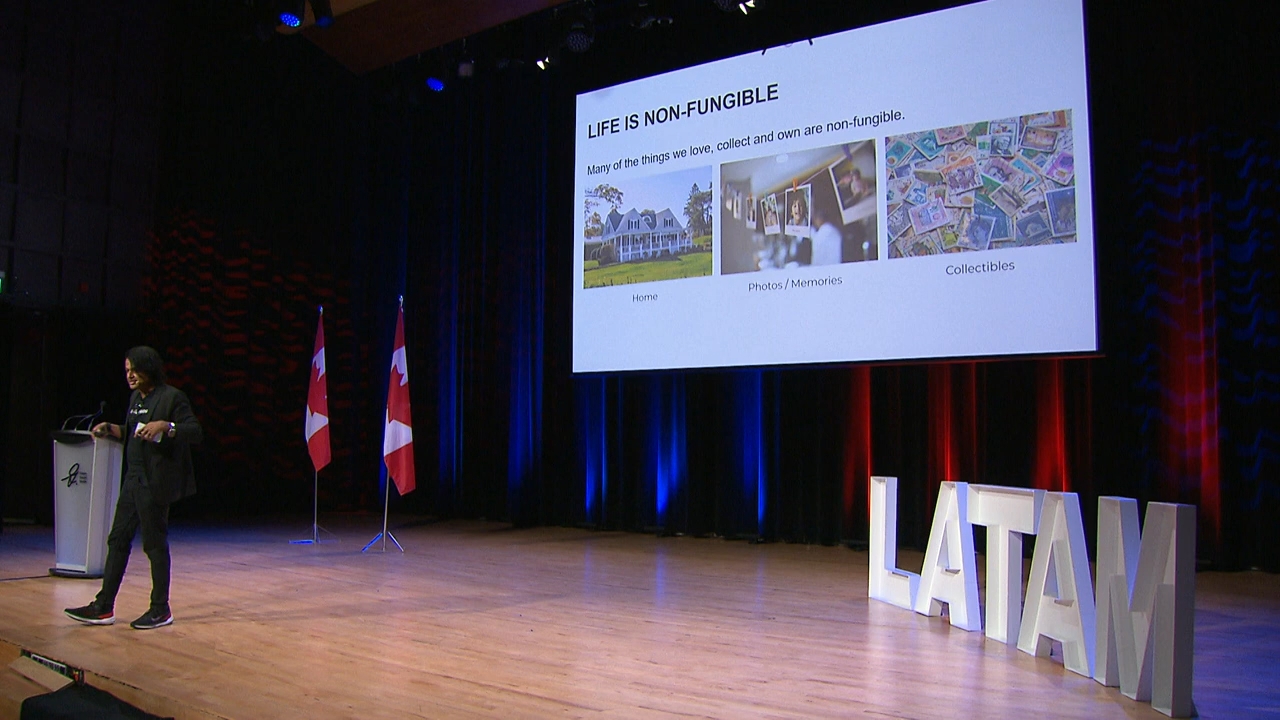 LIFE IS NON-FUNGIBLE
Many of the things we love, collect and own are non-fungible.
Home
Photos / Memories
Collectibles
LATAM